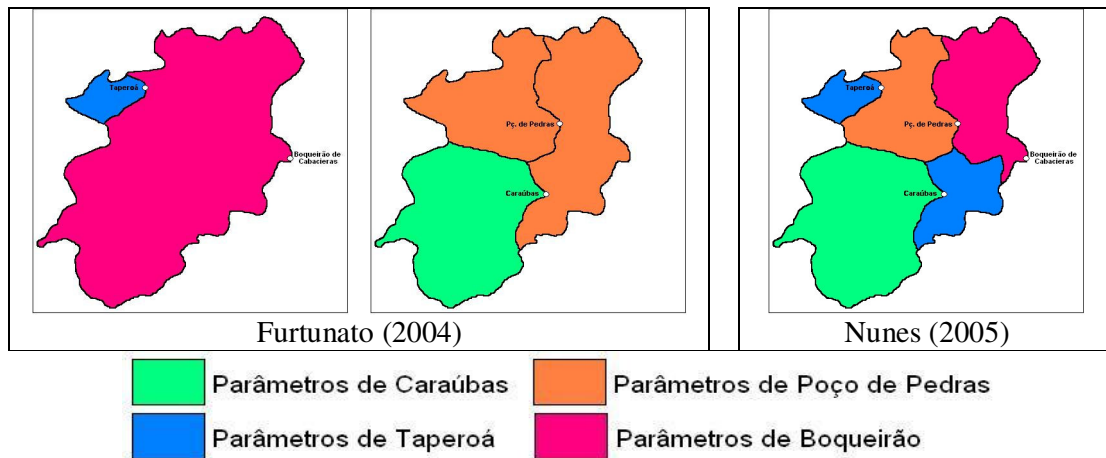 Taperoá
Boqueirão de
Cabacieras
Pç. de Pedras
Caraúbas
Taperoá
Pç. de Pedras
Boqueirão de
Cabacieras
Caraúbas
Furtunato (2004)
Nunes (2005)
Parâmetros de Caraúbas
Parâmetros de Poço de Pedras
Parâmetros de Taperoá
Parâmetros de Boqueirão